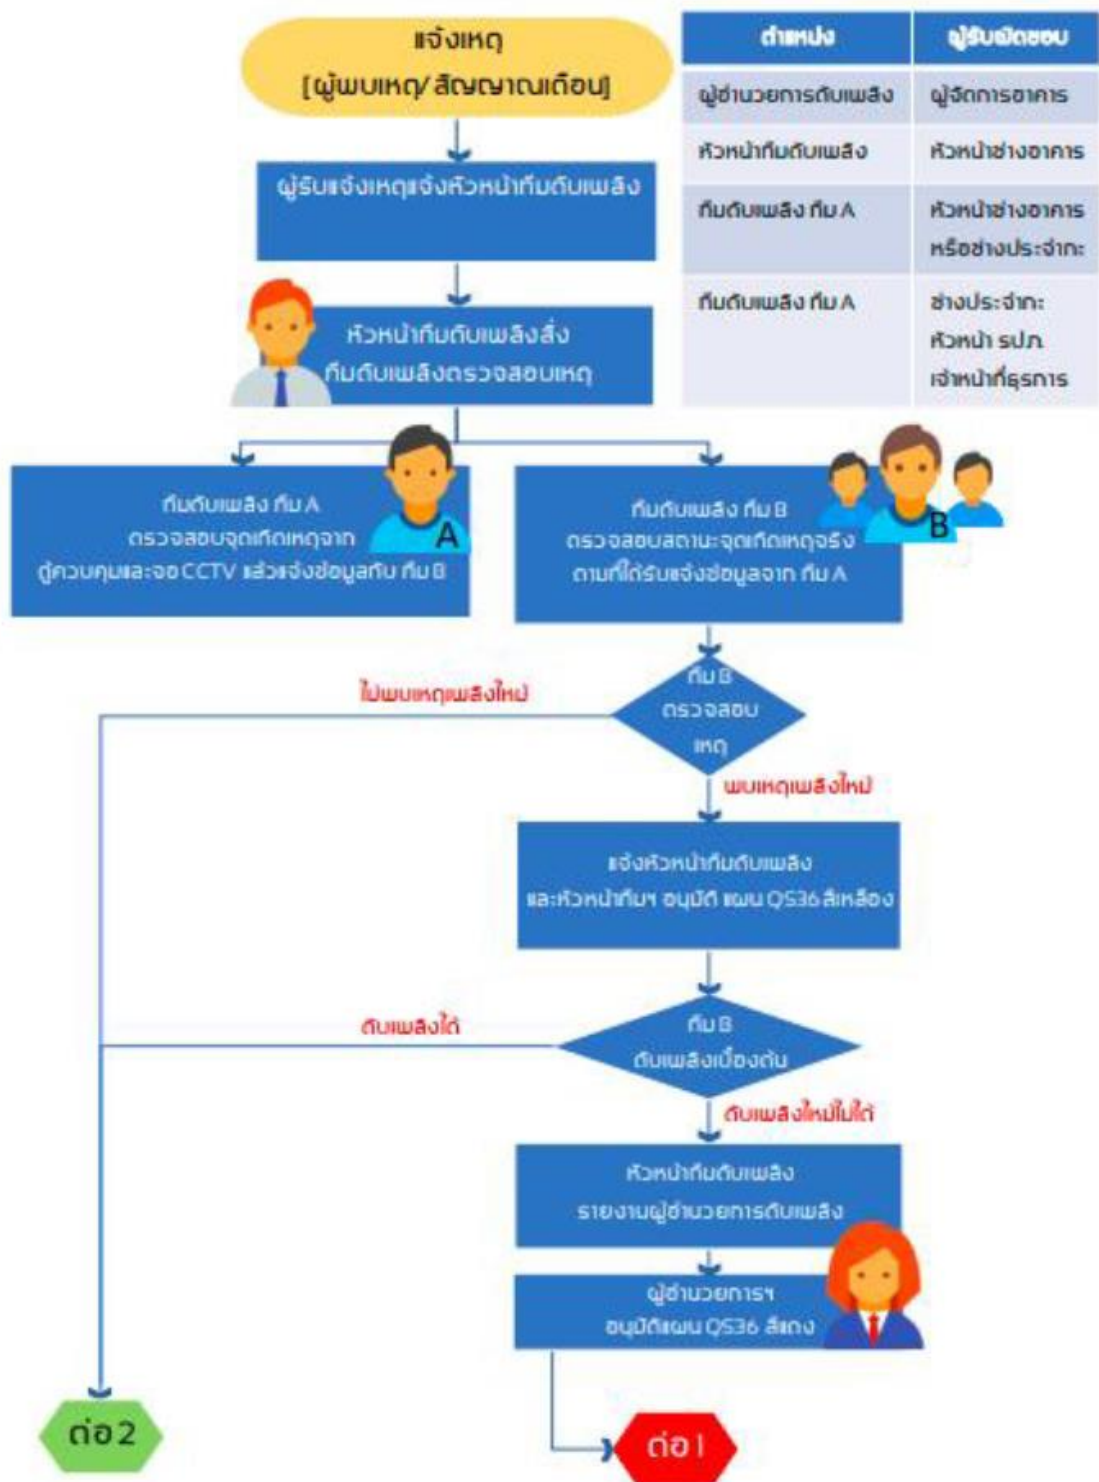 แจ้งเหตุ
[ผู้พบเหตุ/สัญญาณเตือน]
ตำแหน่ง ผู้รับผิดชอบ
ผู้อำนวยการดับเพลิง ผู้จัดการอาคาร
หัวหน้าทีมดับเพลิง หัวหน้าช่างอาคาร
ทีมดับเพลิง ทีม A หัวหน้าช่างอาคาร
หรือช่างประจำกะ
ทีมดับเพลิง ทีม A ช่างประจำกะ
หัวหน้า รปภ.
เจ้าหน้าที่ธุรการ
ผู้รับแจ้งเหตุแจ้งหัวหน้าทีมดับเพลิง
หัวหน้าทีมดับเพลิงสั่ง
ทีมดับเพลิงตรวจสอบเหตุ
ทีมดับเพลิง ทีม A
ตรวจสอบจุดเกิดเหตุจาก
ตู้ควบคุมและจอ CCTV แล้วแจ้งข้อมูลกับ ทีม B
A
ทีมดับเพลิง ทีม B
ตรวจสอบสถานะจุดเกิดเหตุจริง
ตามที่ได้รับแจ้งข้อมูลจาก ทีม A
B
ทีม B
ตรวจสอบ
เหตุ
ไม่พบเหตุเพลิงไหม้
พบเหตุเพลิงไหม้
แจ้งหัวหน้าทีมดับเพลิง
และหัวหน้าทีมฯ อนุมัติ แผน QS36 สีเหลือง
ดับเพลิงได้
ทีม B
ดับเพลิงเบื้องต้น
ดับเพลิงไหม้ไม่ได้
หัวหน้าทีมดับเพลิง
รายงานผู้อำนวยการดับเพลิง
ผู้อำนวยการฯ
อนุมัติแผน QS36 สีแดง
ต่อ 2
ต่อ 1